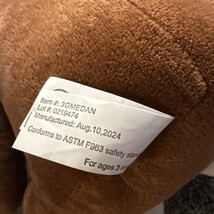 Item #: 3GMEDAN
Lot #: 0219474
Manufactured: Aug.10,2024
Conforms to ASTM F963 safety
For ages 3